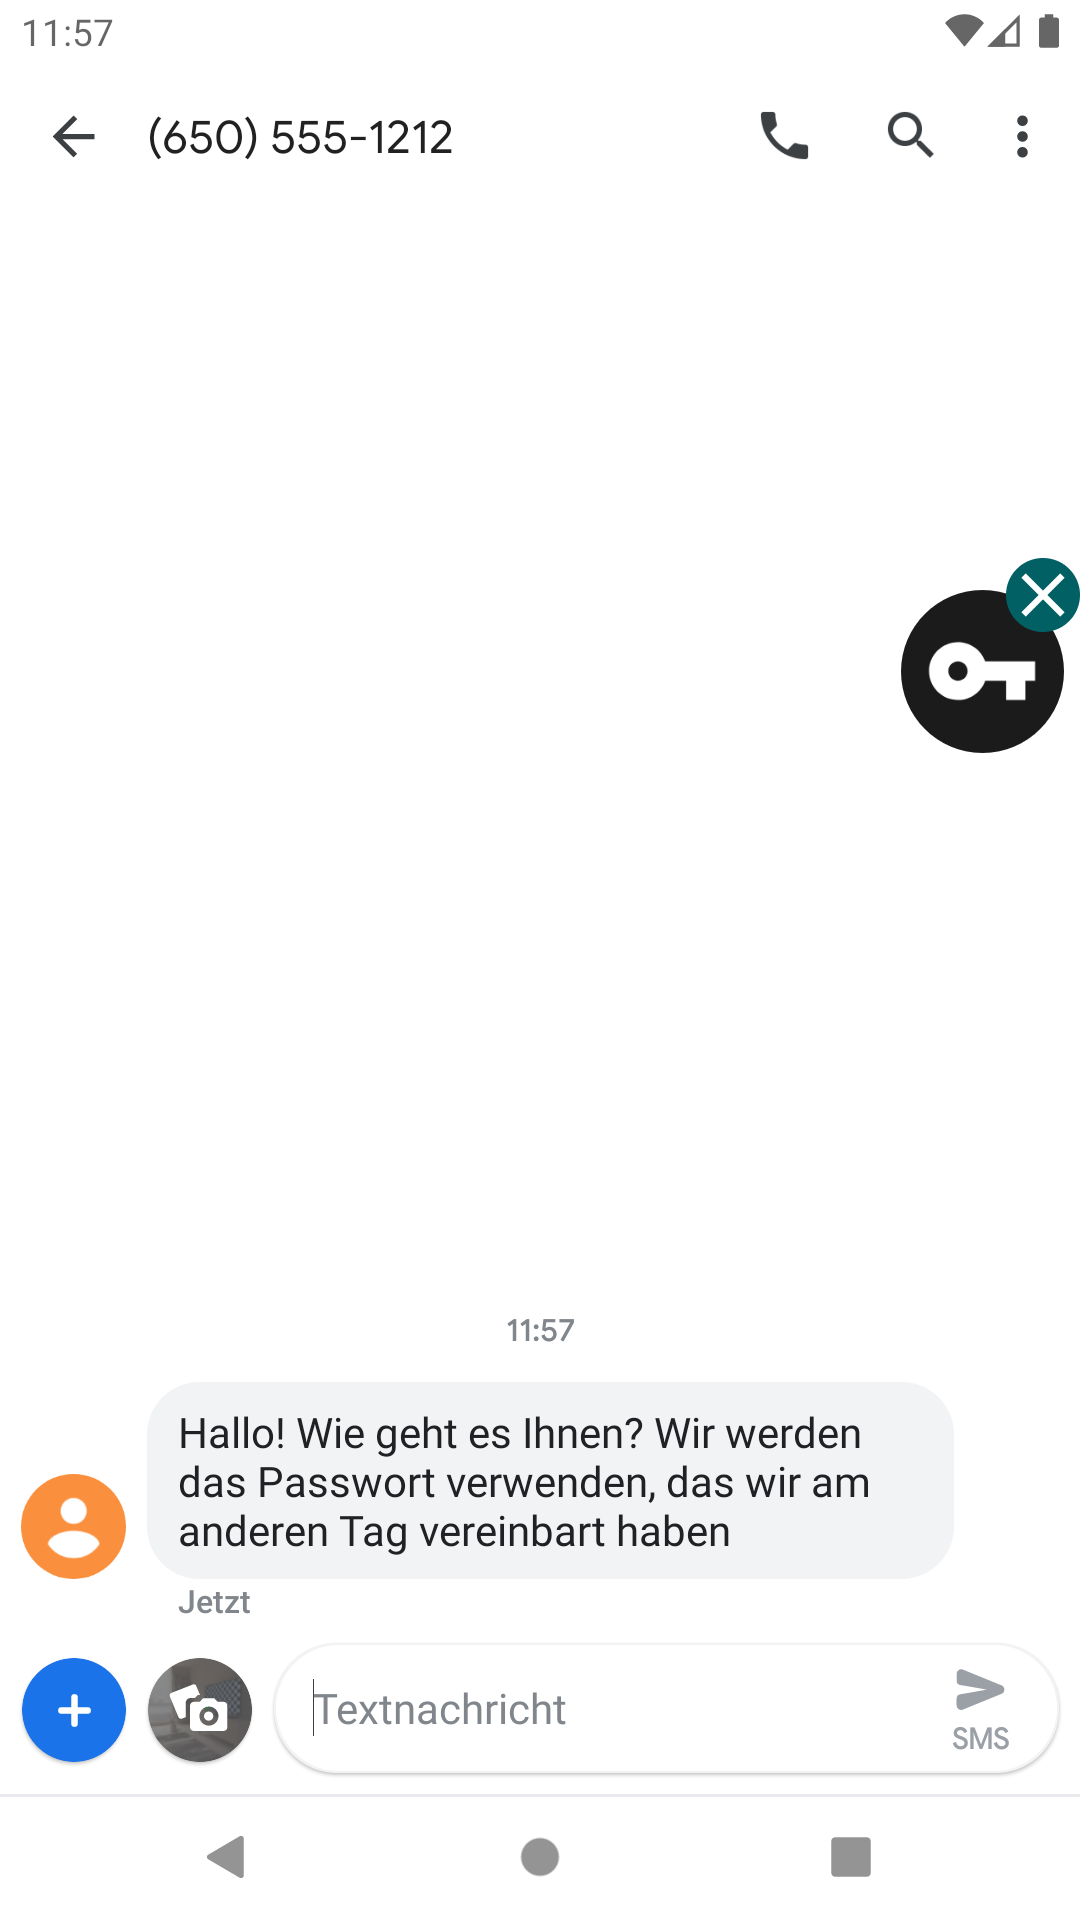 11:57
(650) 555-1212
11:57
Hallo! Wie geht es Ihnen? Wir werden
das Passwort verwenden, das wir am
anderen Tag vereinbart haben
Jetzt
Textnachricht
SMS